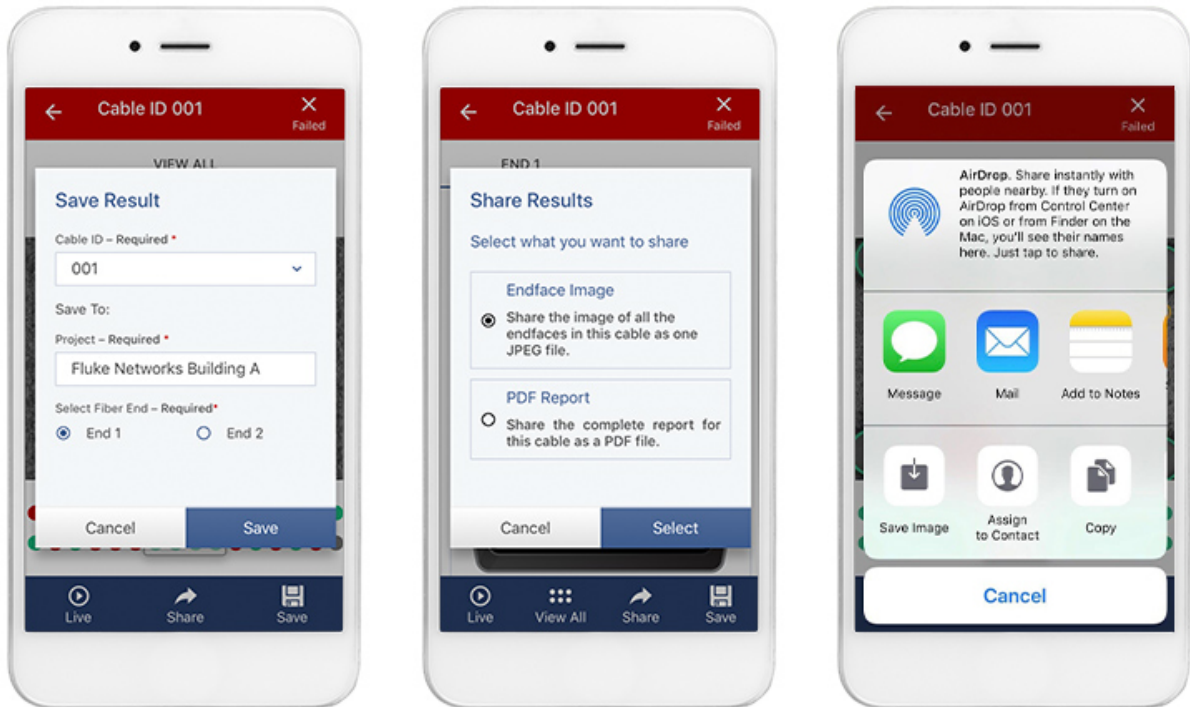 Cable ID 001
Failed
VIEW ALL
Save Result
Cable ID – Required *
001
Save To:
Project – Required *
Fluke Networks Building A
Select Fiber End – Required*
End 1
End 2
Cancel
Save
Live
Share
Save
Cable ID 001
Failed
END 1
Share Results
Select what you want to share
Endface Image
Share the image of all the
endfaces in this cable as one
JPEG file.
PDF Report
Share the complete report for
this cable as a PDF file.
Cancel
Select
Live
View All
Share
Save
Cable ID 001
Failed
AirDrop. Share instantly with
people nearby. If they turn on
AirDrop from Control Center
on iOS or from Finder on the
Mac, you'll see their names
here. Just tap to share.
Message
Mail
Add to Notes
Save Image
Assign
to Contact
Copy
Cancel